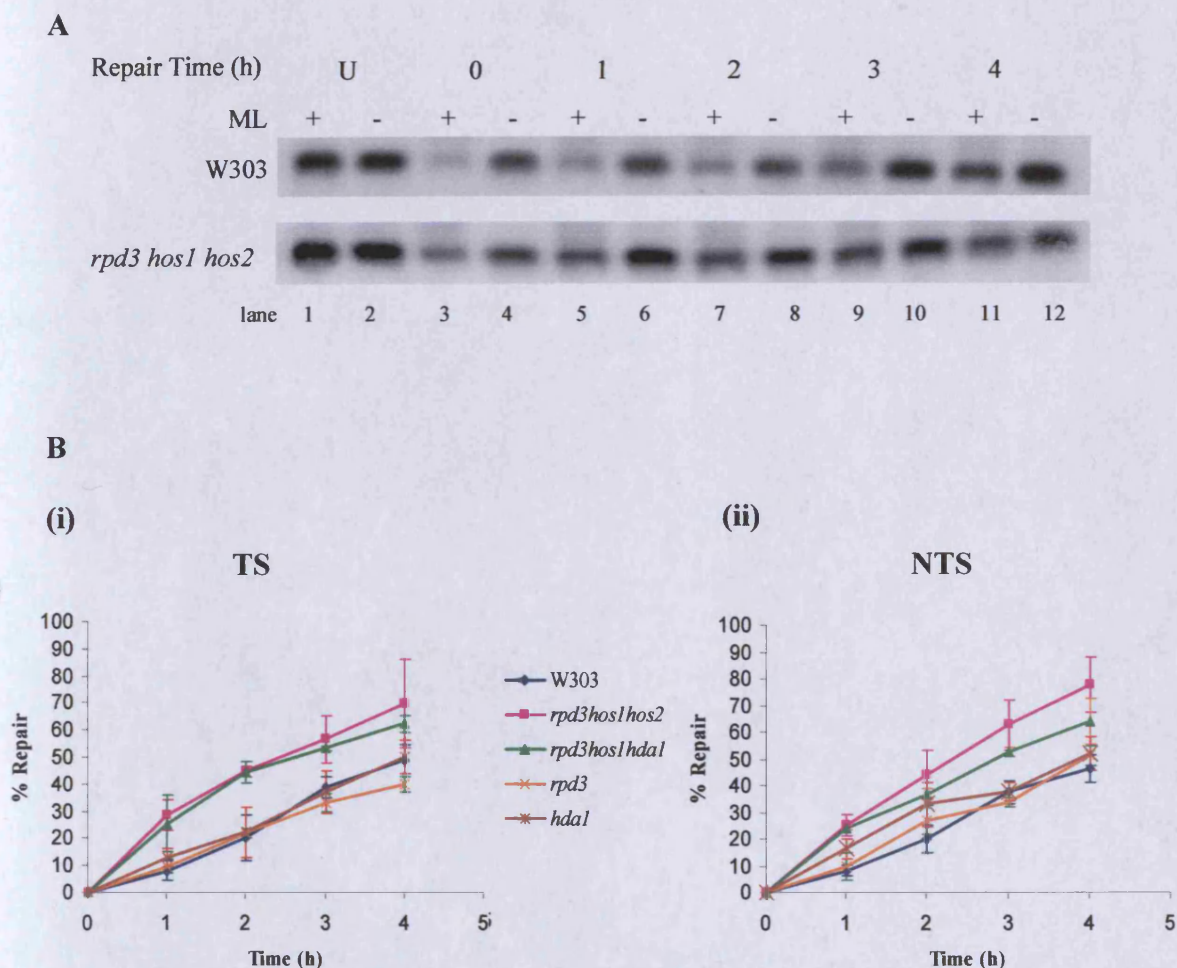 A
Repair Time (h) U 0 1 2 3 4
ML + - + - + - + - + - + -
W303
rpd3 hos1 hos2
lane 1 2 3 4 5 6 7 8 9 10 11 12
B
(i)
TS
100
90
80
70
60
50
40
30
20
10
0
% Repair
0 1 2 3 4 5
Time (h)
W303
rpd3hos1hos2
rpd3hos1hda1
rpd3
hda1
(ii)
NTS
100
90
80
70
60
50
40
30
20
10
0
% Repair
0 1 2 3 4 5
Time (h)